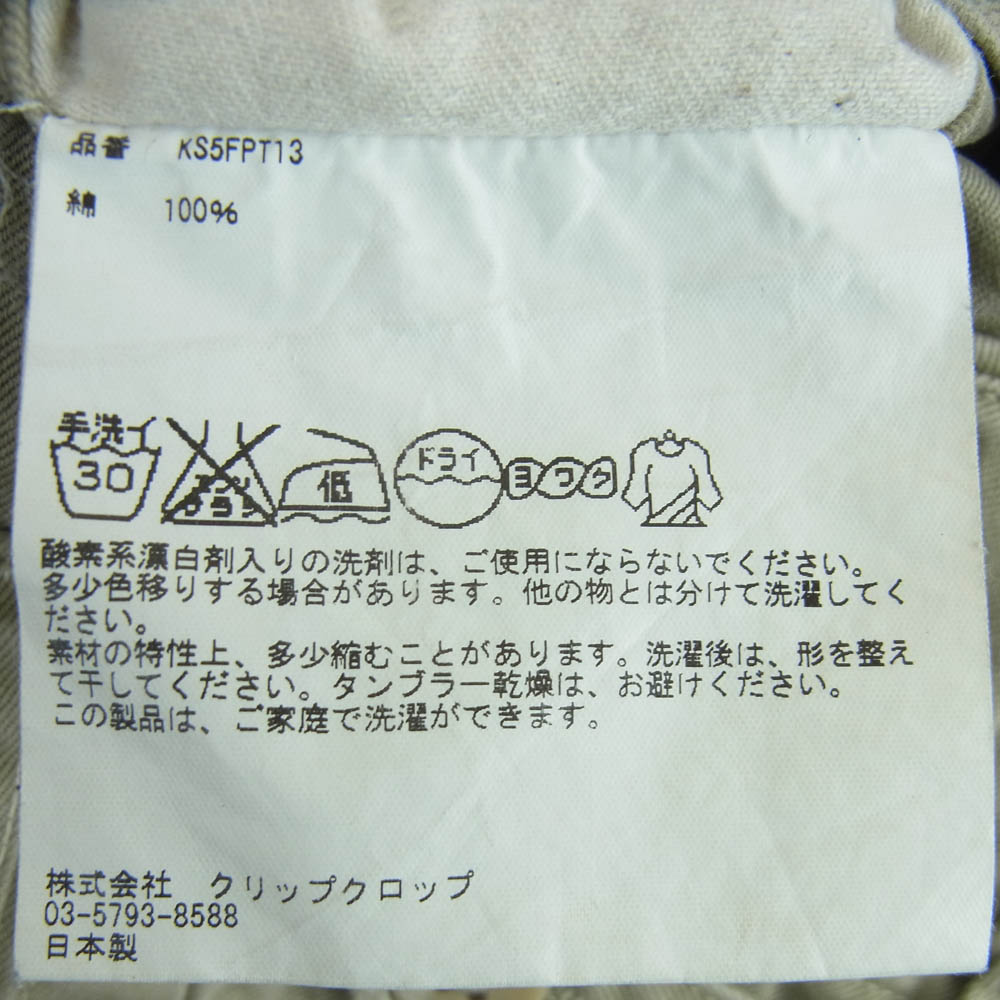 品番 KS5FPT13
綿 100%
手洗イ
30
エンソ
サラシ
低
ドライ
ヨワク
酸素系漂白剤入りの洗剤は、ご使用にならないでください。
多少色移りする場合があります。他の物とは分けて洗濯してく
ださい。
素材の特性上、多少縮むことがあります。洗濯後は、形を整え
て干してください。タンブラー乾燥は、お避けください。
この製品は、ご家庭で洗濯ができます。
株式会社 クリップクロップ
03-5793-8588
日本製